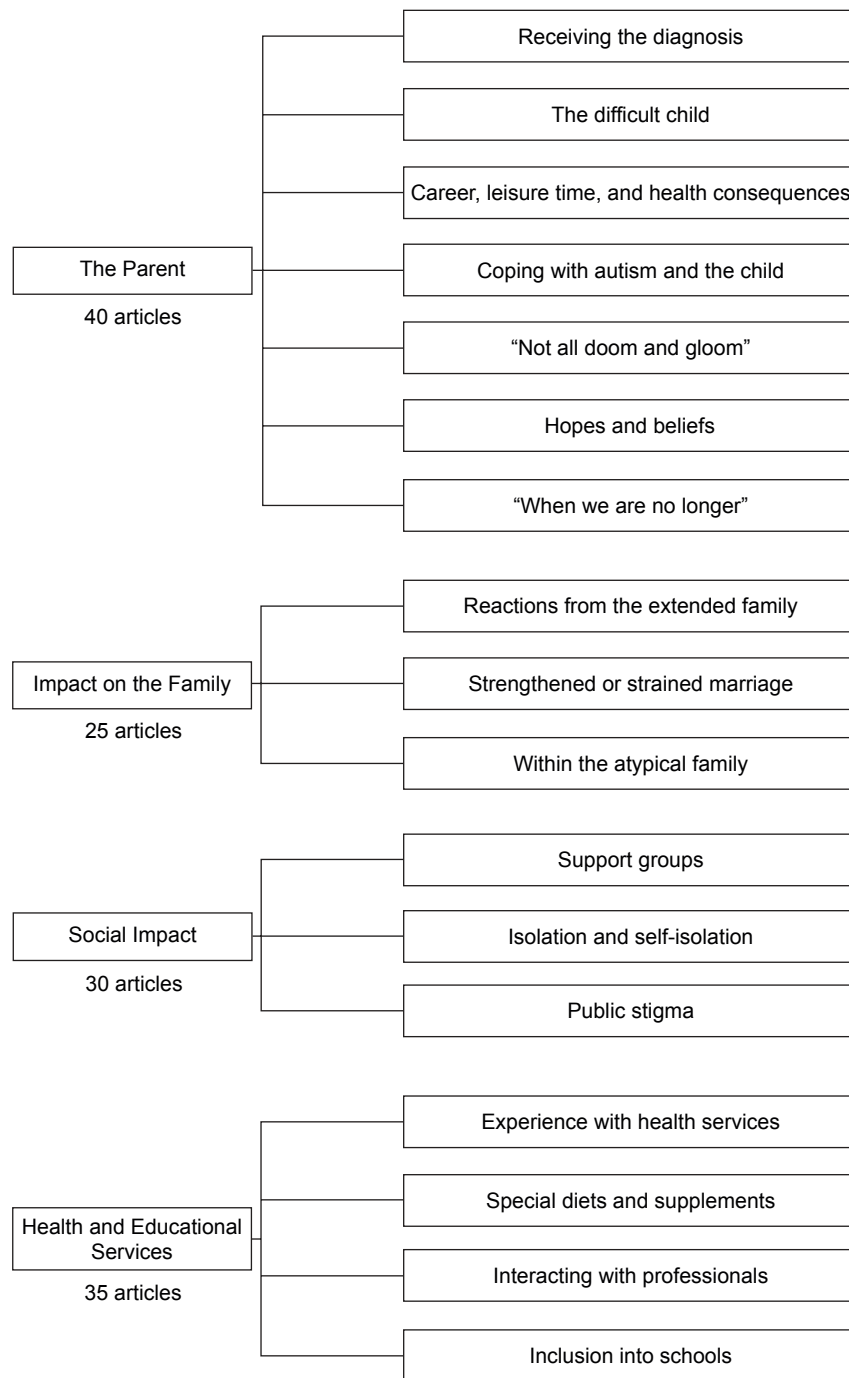 The Parent
40 articles
Receiving the diagnosis
The difficult child
Career, leisure time, and health consequences
Coping with autism and the child
“Not all doom and gloom”
Hopes and beliefs
“When we are no longer”
Impact on the Family
25 articles
Reactions from the extended family
Strengthened or strained marriage
Within the atypical family
Social Impact
30 articles
Support groups
Isolation and self-isolation
Public stigma
Health and Educational
Services
35 articles
Experience with health services
Special diets and supplements
Interacting with professionals
Inclusion into schools